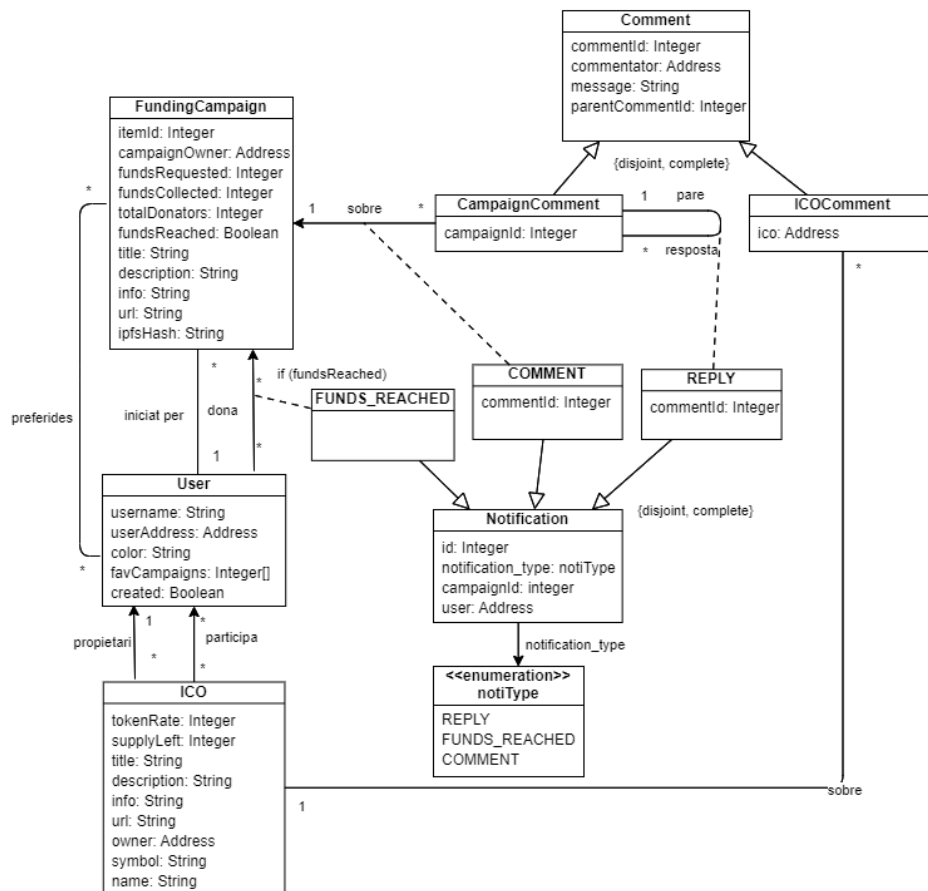 Comment
commentId: Integer
commentator: Address
message: String
parentCommentId: Integer
FundingCampaign
itemId: Integer
campaignOwner: Address
fundsRequested: Integer
fundsCollected: Integer
totalDonators: Integer
fundsReached: Boolean
title: String
description: String
info: String
url: String
ipfsHash: String
{disjoint, complete}
*
1
sobre
*
CampaignComment
campaignId: Integer
1
pare
*
resposta
ICOComment
ico: Address
*
*
if (fundsReached)
*
FUNDS_REACHED
COMMENT
commentId: Integer
REPLY
commentId: Integer
preferides
iniciat per
dona
1
*
*
User
username: String
userAddress: Address
color: String
favCampaigns: Integer[]
created: Boolean
{disjoint, complete}
Notification
id: Integer
notification_type: notiType
campaignId: integer
user: Address
1
*
propietari
participa
*
*
notification_type
<<enumeration>>
notiType
REPLY
FUNDS_REACHED
COMMENT
ICO
tokenRate: Integer
supplyLeft: Integer
title: String
description: String
info: String
url: String
owner: Address
symbol: String
name: String
1
sobre